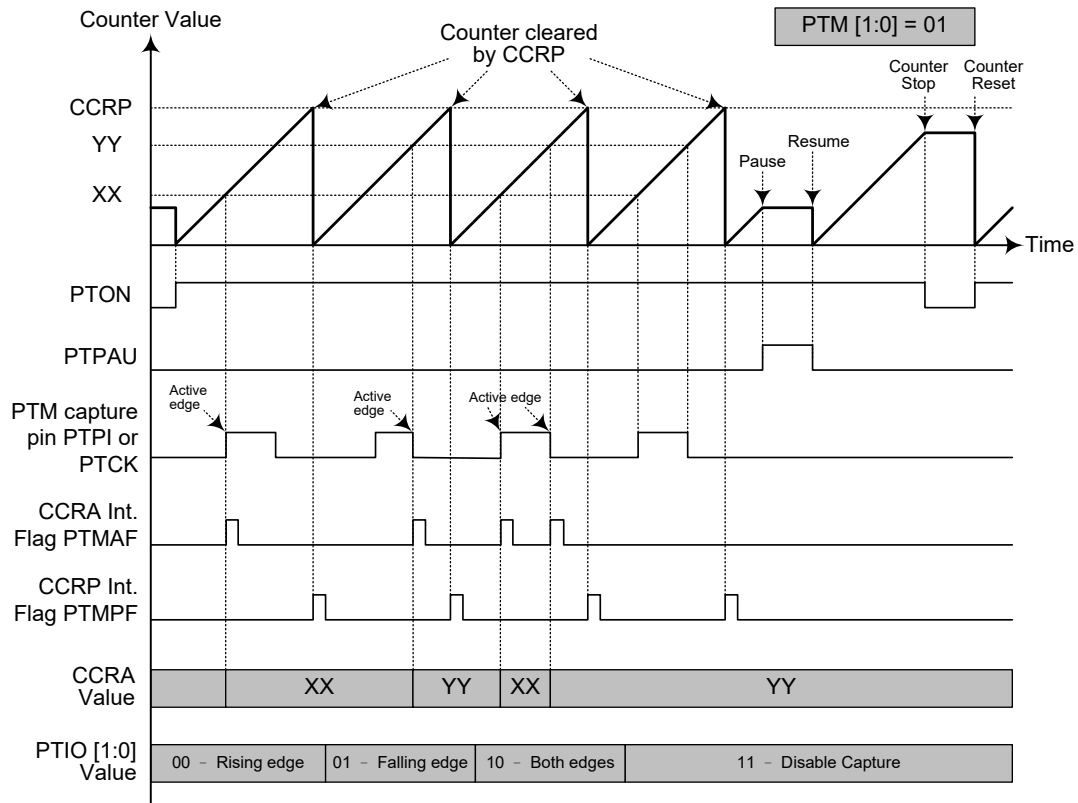 Counter Value
PTM [1:0] = 01
Counter cleared
by CCRP
Counter
Stop
Counter
Reset
CCRP
YY
XX
Pause
Resume
Time
PTON
PTPAU
Active
edge
Active
edge
Active edge
PTM capture
pin PTPI or
PTCK
CCRA Int.
Flag PTMAF
CCRP Int.
Flag PTMPF
CCRA
Value
XX
YY
XX
YY
PTIO [1:0]
Value
00 - Rising edge
01 - Falling edge
10 - Both edges
11 - Disable Capture